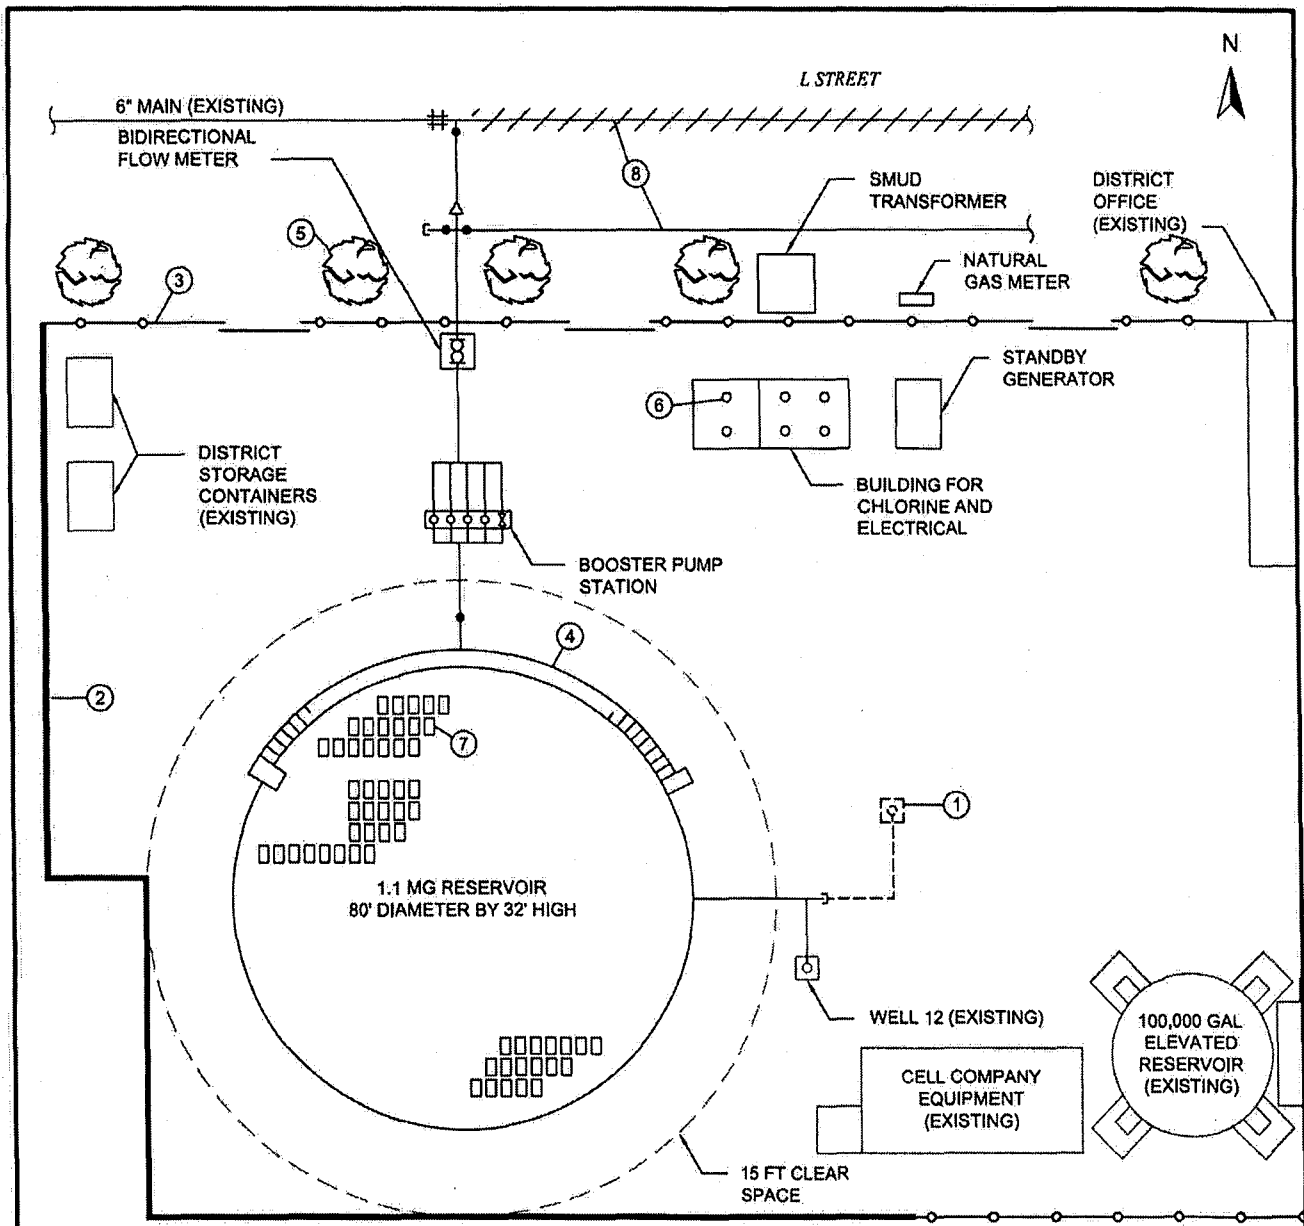 N
L STREET
6" MAIN (EXISTING)
BIDIRECTIONAL
FLOW METER
8
SMUD
TRANSFORMER
DISTRICT
OFFICE
(EXISTING)
5
3
NATURAL
GAS METER
6
STANDBY
GENERATOR
DISTRICT
STORAGE
CONTAINERS
(EXISTING)
BUILDING FOR
CHLORINE AND
ELECTRICAL
BOOSTER PUMP
STATION
4
2
7
1
1.1 MG RESERVOIR
80' DIAMETER BY 32' HIGH
WELL 12 (EXISTING)
100,000 GAL
ELEVATED
RESERVOIR
(EXISTING)
CELL COMPANY
EQUIPMENT
(EXISTING)
15 FT CLEAR
SPACE